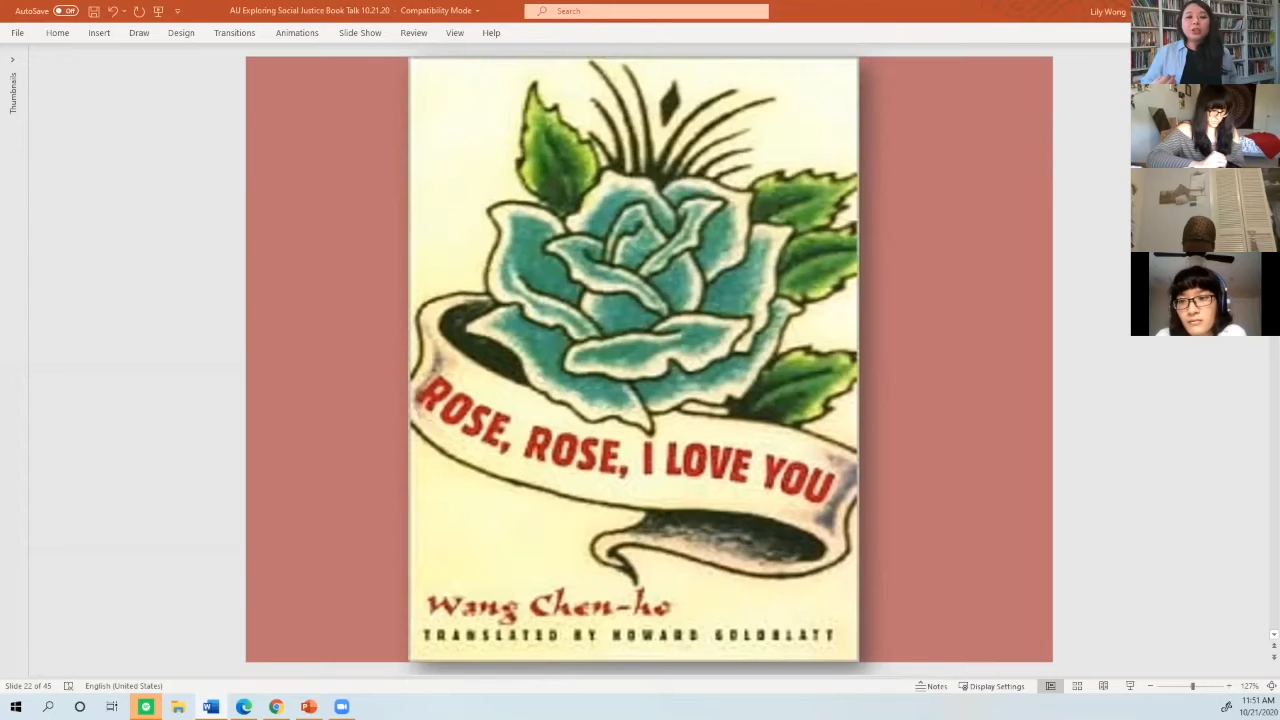 AutoSave Off
AU Exploring Social Justice Book Talk 10.21.20 - Compatibility Mode
Search
Lily Wong
File Home Insert Draw Design Transitions Animations Slide Show Review View Help
Thumbnails
ROSE, ROSE, I LOVE YOU
Wang Chen-ho
TRANSLATED BY HOWARD GOLDBLATT
Slide 22 of 45 English (United States) Notes Display Settings 127%
11:51 AM
10/21/2020